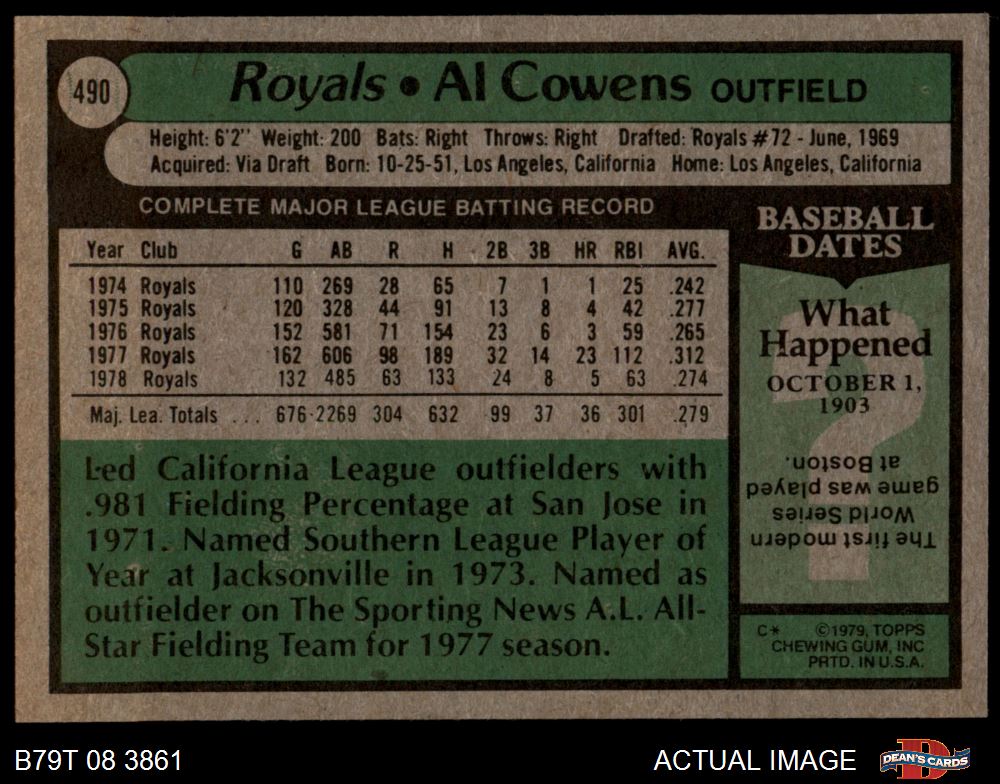 490
Royals • Al Cowens OUTFIELD
Height: 6'2" Weight: 200 Bats: Right Throws: Right Drafted: Royals #72 - June, 1969
Acquired: Via Draft Born: 10-25-51, Los Angeles, California Home: Los Angeles, California
COMPLETE MAJOR LEAGUE BATTING RECORD
Year Club G AB R H 2B 3B HR RBI AVG.
1974 Royals 110 269 28 65 7 1 1 25 .242
1975 Royals 120 328 44 91 13 8 4 42 .277
1976 Royals 152 581 71 154 23 6 3 59 .265
1977 Royals 162 606 98 189 32 14 23 112 .312
1978 Royals 132 485 63 133 24 8 5 63 .274
Maj. Lea. Totals ... 676 2269 304 632 99 37 36 301 .279
Led California League outfielders with
.981 Fielding Percentage at San Jose in
1971. Named Southern League Player of
Year at Jacksonville in 1973. Named as
outfielder on The Sporting News A.L. All-
Star Fielding Team for 1977 season.
BASEBALL
DATES
What
Happened
OCTOBER 1,
1903
?
The first modern
World Series
game was played
at Boston.
C* ©1979, TOPPS
CHEWING GUM, INC
PRTD. IN U.S.A.
B79T 08 3861
ACTUAL IMAGE
D
DEAN'S CARDS